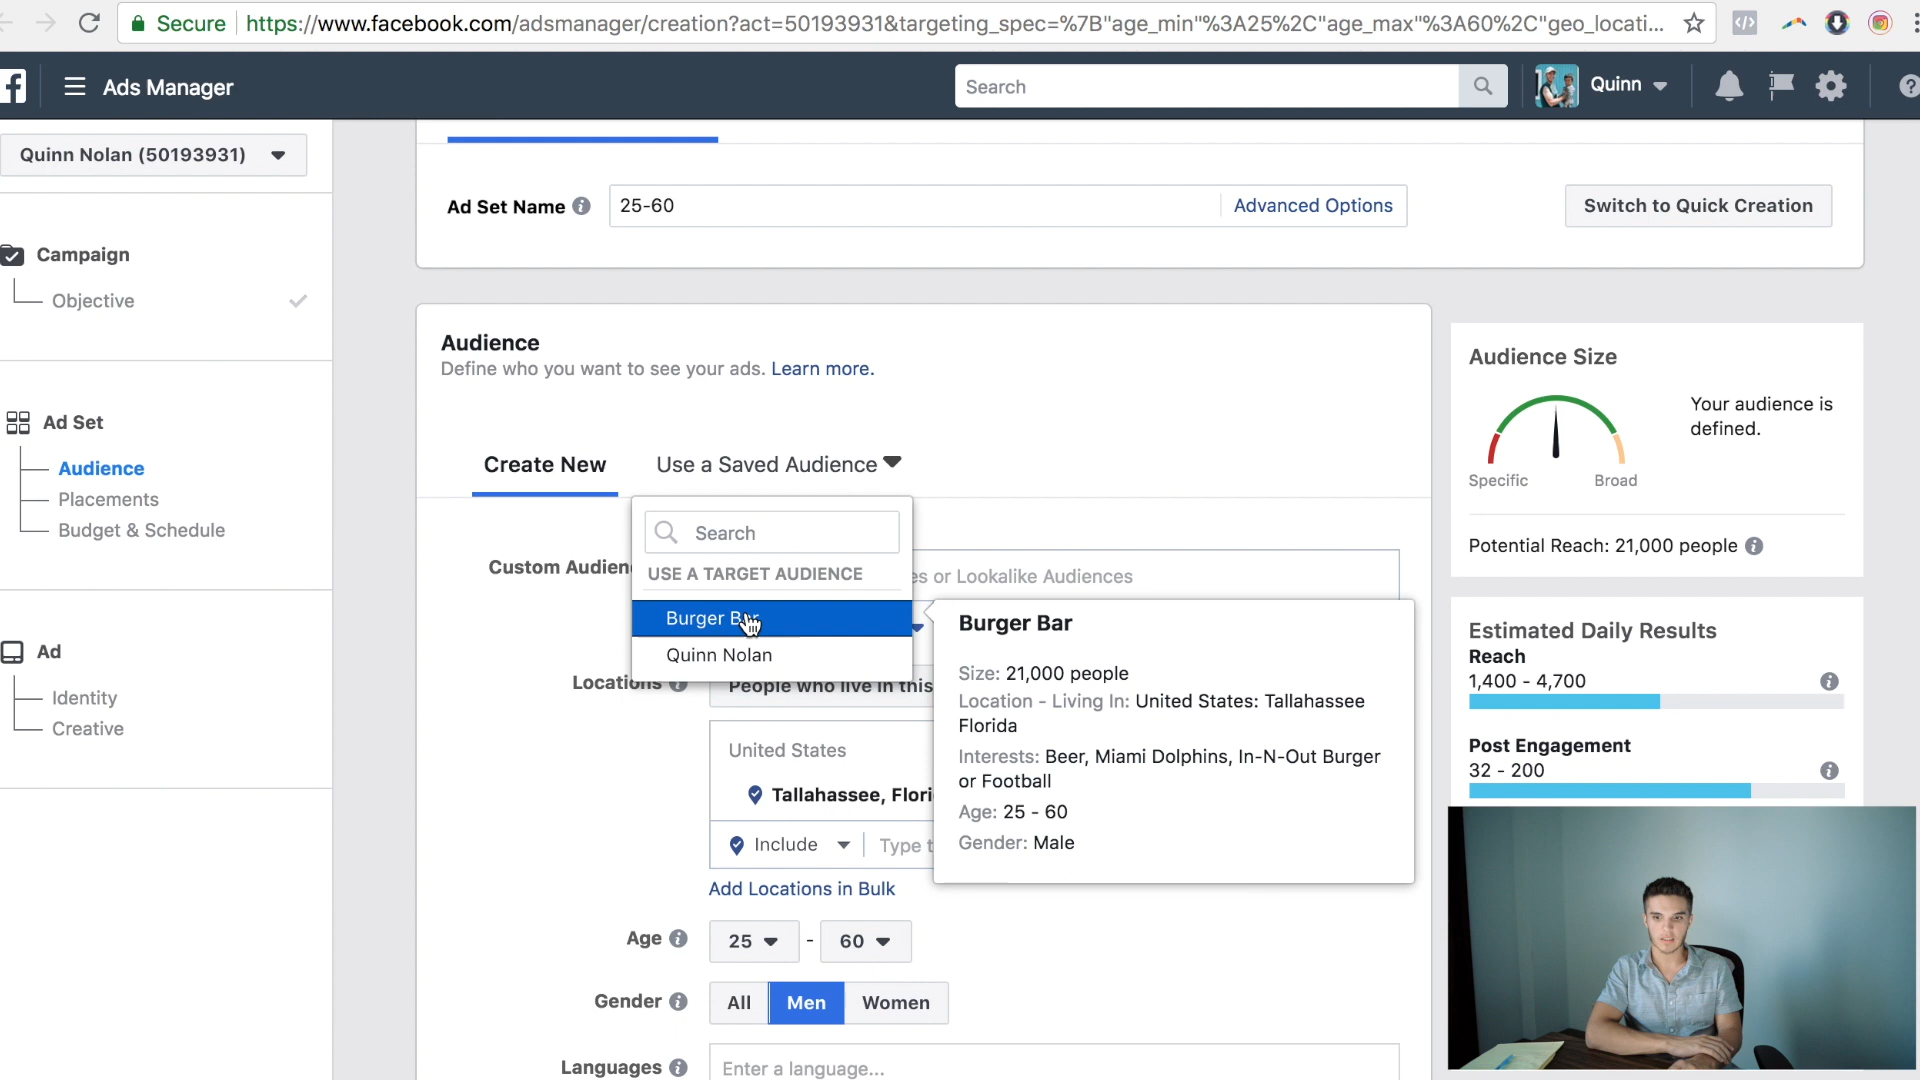 Secure https://www.facebook.com/adsmanager/creation?act=50193931&targeting_spec=%7B"age_min"%3A25%2C"age_max"%3A60%2C"geo_locati...
Ads Manager
Search
Quinn
Quinn Nolan (50193931)
Campaign
Objective
Ad Set
Audience
Placements
Budget & Schedule
Ad
Identity
Creative
Ad Set Name
25-60
Advanced Options
Switch to Quick Creation
Audience
Define who you want to see your ads. Learn more.
Create New
Use a Saved Audience
Search
USE A TARGET AUDIENCE
Burger Bar
Quinn Nolan
Custom Audien
es or Lookalike Audiences
Burger Bar
Size: 21,000 people
Location - Living In: United States: Tallahassee
Florida
Interests: Beer, Miami Dolphins, In-N-Out Burger
or Football
Age: 25 - 60
Gender: Male
Locations
People who live in this
United States
Tallahassee, Flori
Include
Type t
Add Locations in Bulk
Age
25 - 60
Gender
All
Men
Women
Languages
Enter a language...
Audience Size
Your audience is
defined.
Specific
Broad
Potential Reach: 21,000 people
Estimated Daily Results
Reach
1,400 - 4,700
Post Engagement
32 - 200